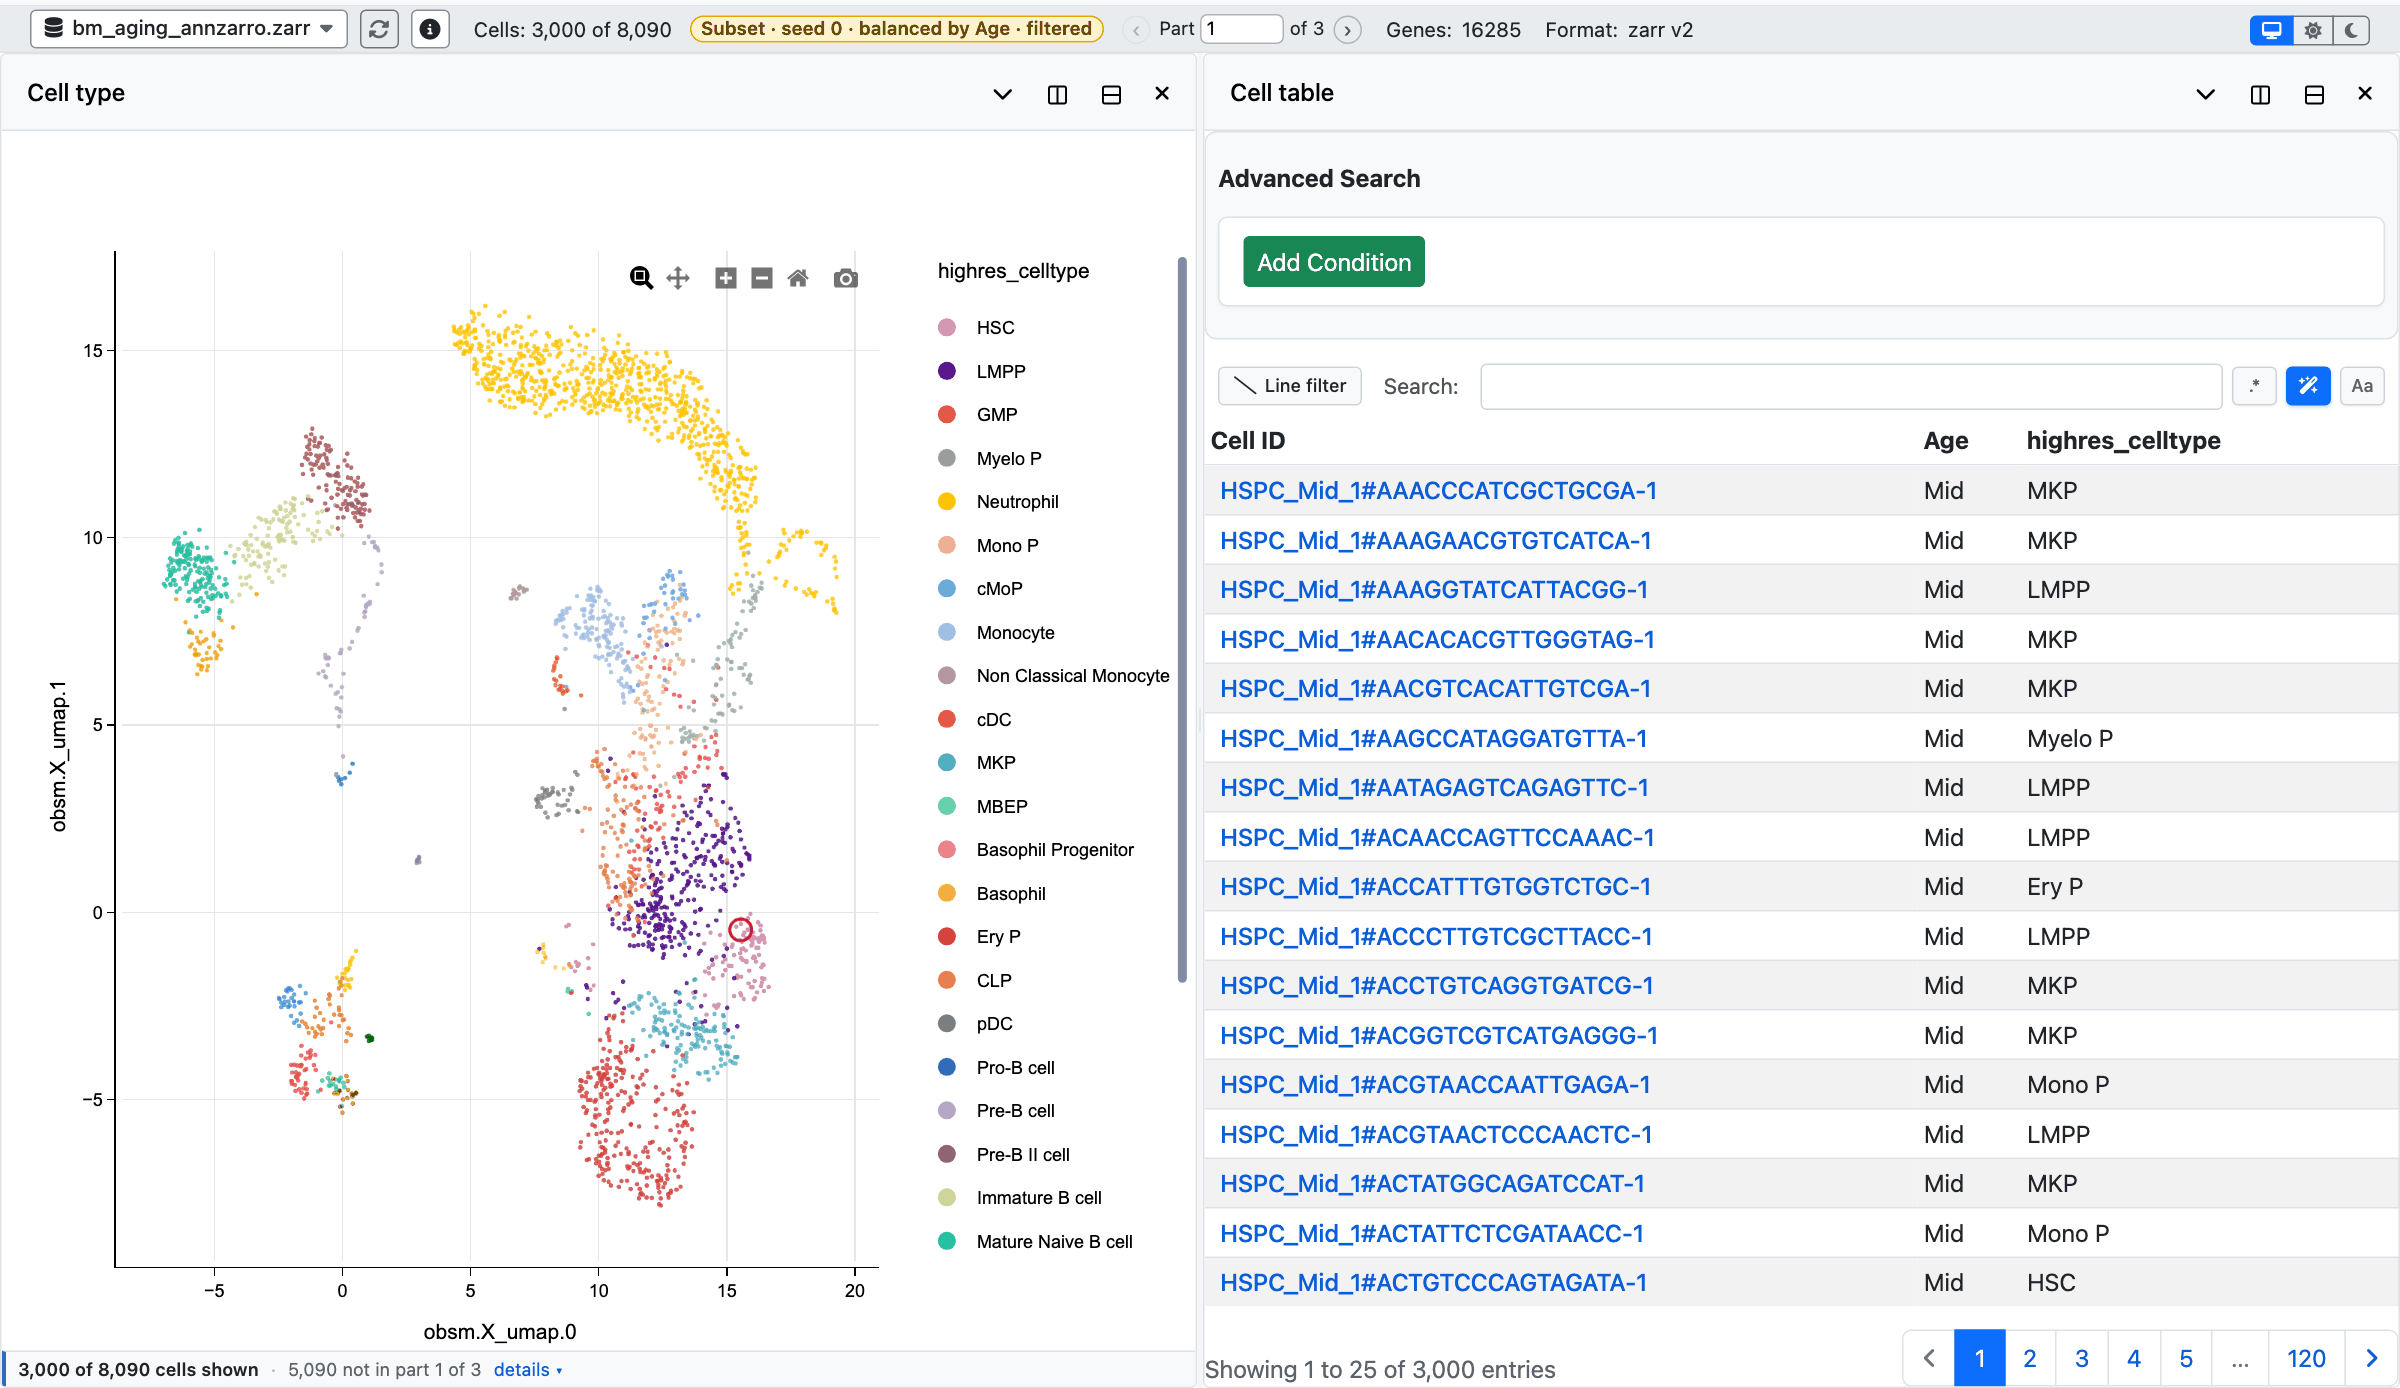 bm_aging_annzarro.zarr
Cells: 3,000 of 8,090
Subset · seed 0 · balanced by Age · filtered
Part 1 of 3
Genes: 16285
Format: zarr v2
Cell type
highres_celltype
HSC
LMPP
GMP
Myelo P
Neutrophil
Mono P
cMoP
Monocyte
Non Classical Monocyte
cDC
MKP
MBEP
Basophil Progenitor
Basophil
Ery P
CLP
pDC
Pro-B cell
Pre-B cell
Pre-B II cell
Immature B cell
Mature Naive B cell
obsm.X_umap.1
15
10
5
0
−5
−5
0
5
10
15
20
obsm.X_umap.0
3,000 of 8,090 cells shown · 5,090 not in part 1 of 3 details
Cell table
Advanced Search
Add Condition
Line filter
Search:
.*
Aa
Cell ID Age highres_celltype
HSPC_Mid_1#AAACCCATCGCTGCGA-1 Mid MKP
HSPC_Mid_1#AAAGAACGTGTCATCA-1 Mid MKP
HSPC_Mid_1#AAAGGTATCATTACGG-1 Mid LMPP
HSPC_Mid_1#AACACACGTTGGGTAG-1 Mid MKP
HSPC_Mid_1#AACGTCACATTGTCGA-1 Mid MKP
HSPC_Mid_1#AAGCCATAGGATGTTA-1 Mid Myelo P
HSPC_Mid_1#AATAGAGTCAGAGTTC-1 Mid LMPP
HSPC_Mid_1#ACAACCAGTTCCAAAC-1 Mid LMPP
HSPC_Mid_1#ACCATTTGTGGTCTGC-1 Mid Ery P
HSPC_Mid_1#ACCCTTGTCGCTTACC-1 Mid LMPP
HSPC_Mid_1#ACCTGTCAGGTGATCG-1 Mid MKP
HSPC_Mid_1#ACGGTCGTCATGAGGG-1 Mid MKP
HSPC_Mid_1#ACGTAACCAATTGAGA-1 Mid Mono P
HSPC_Mid_1#ACGTAACTCCCAACTC-1 Mid LMPP
HSPC_Mid_1#ACTATGGCAGATCCAT-1 Mid MKP
HSPC_Mid_1#ACTATTCTCGATAACC-1 Mid Mono P
HSPC_Mid_1#ACTGTCCCAGTAGATA-1 Mid HSC
Showing 1 to 25 of 3,000 entries
1 2 3 4 5 ... 120